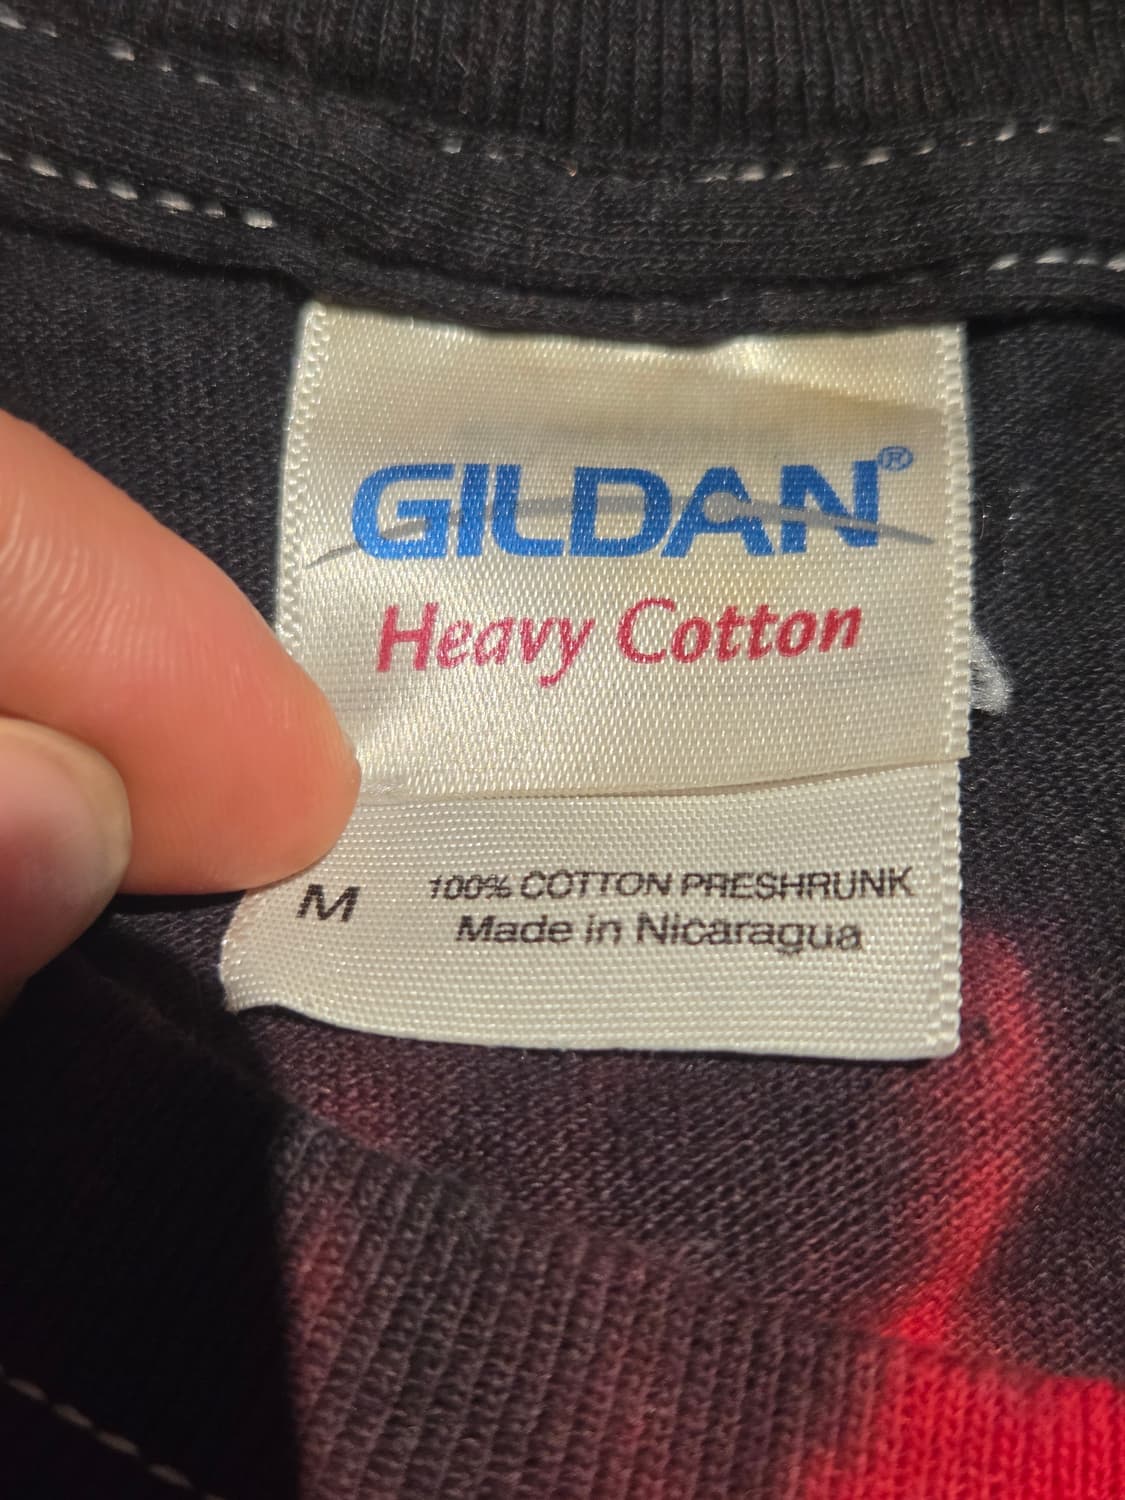 GILDAN®
Heavy Cotton
M 100% COTTON PRESHRUNK
Made in Nicaragua